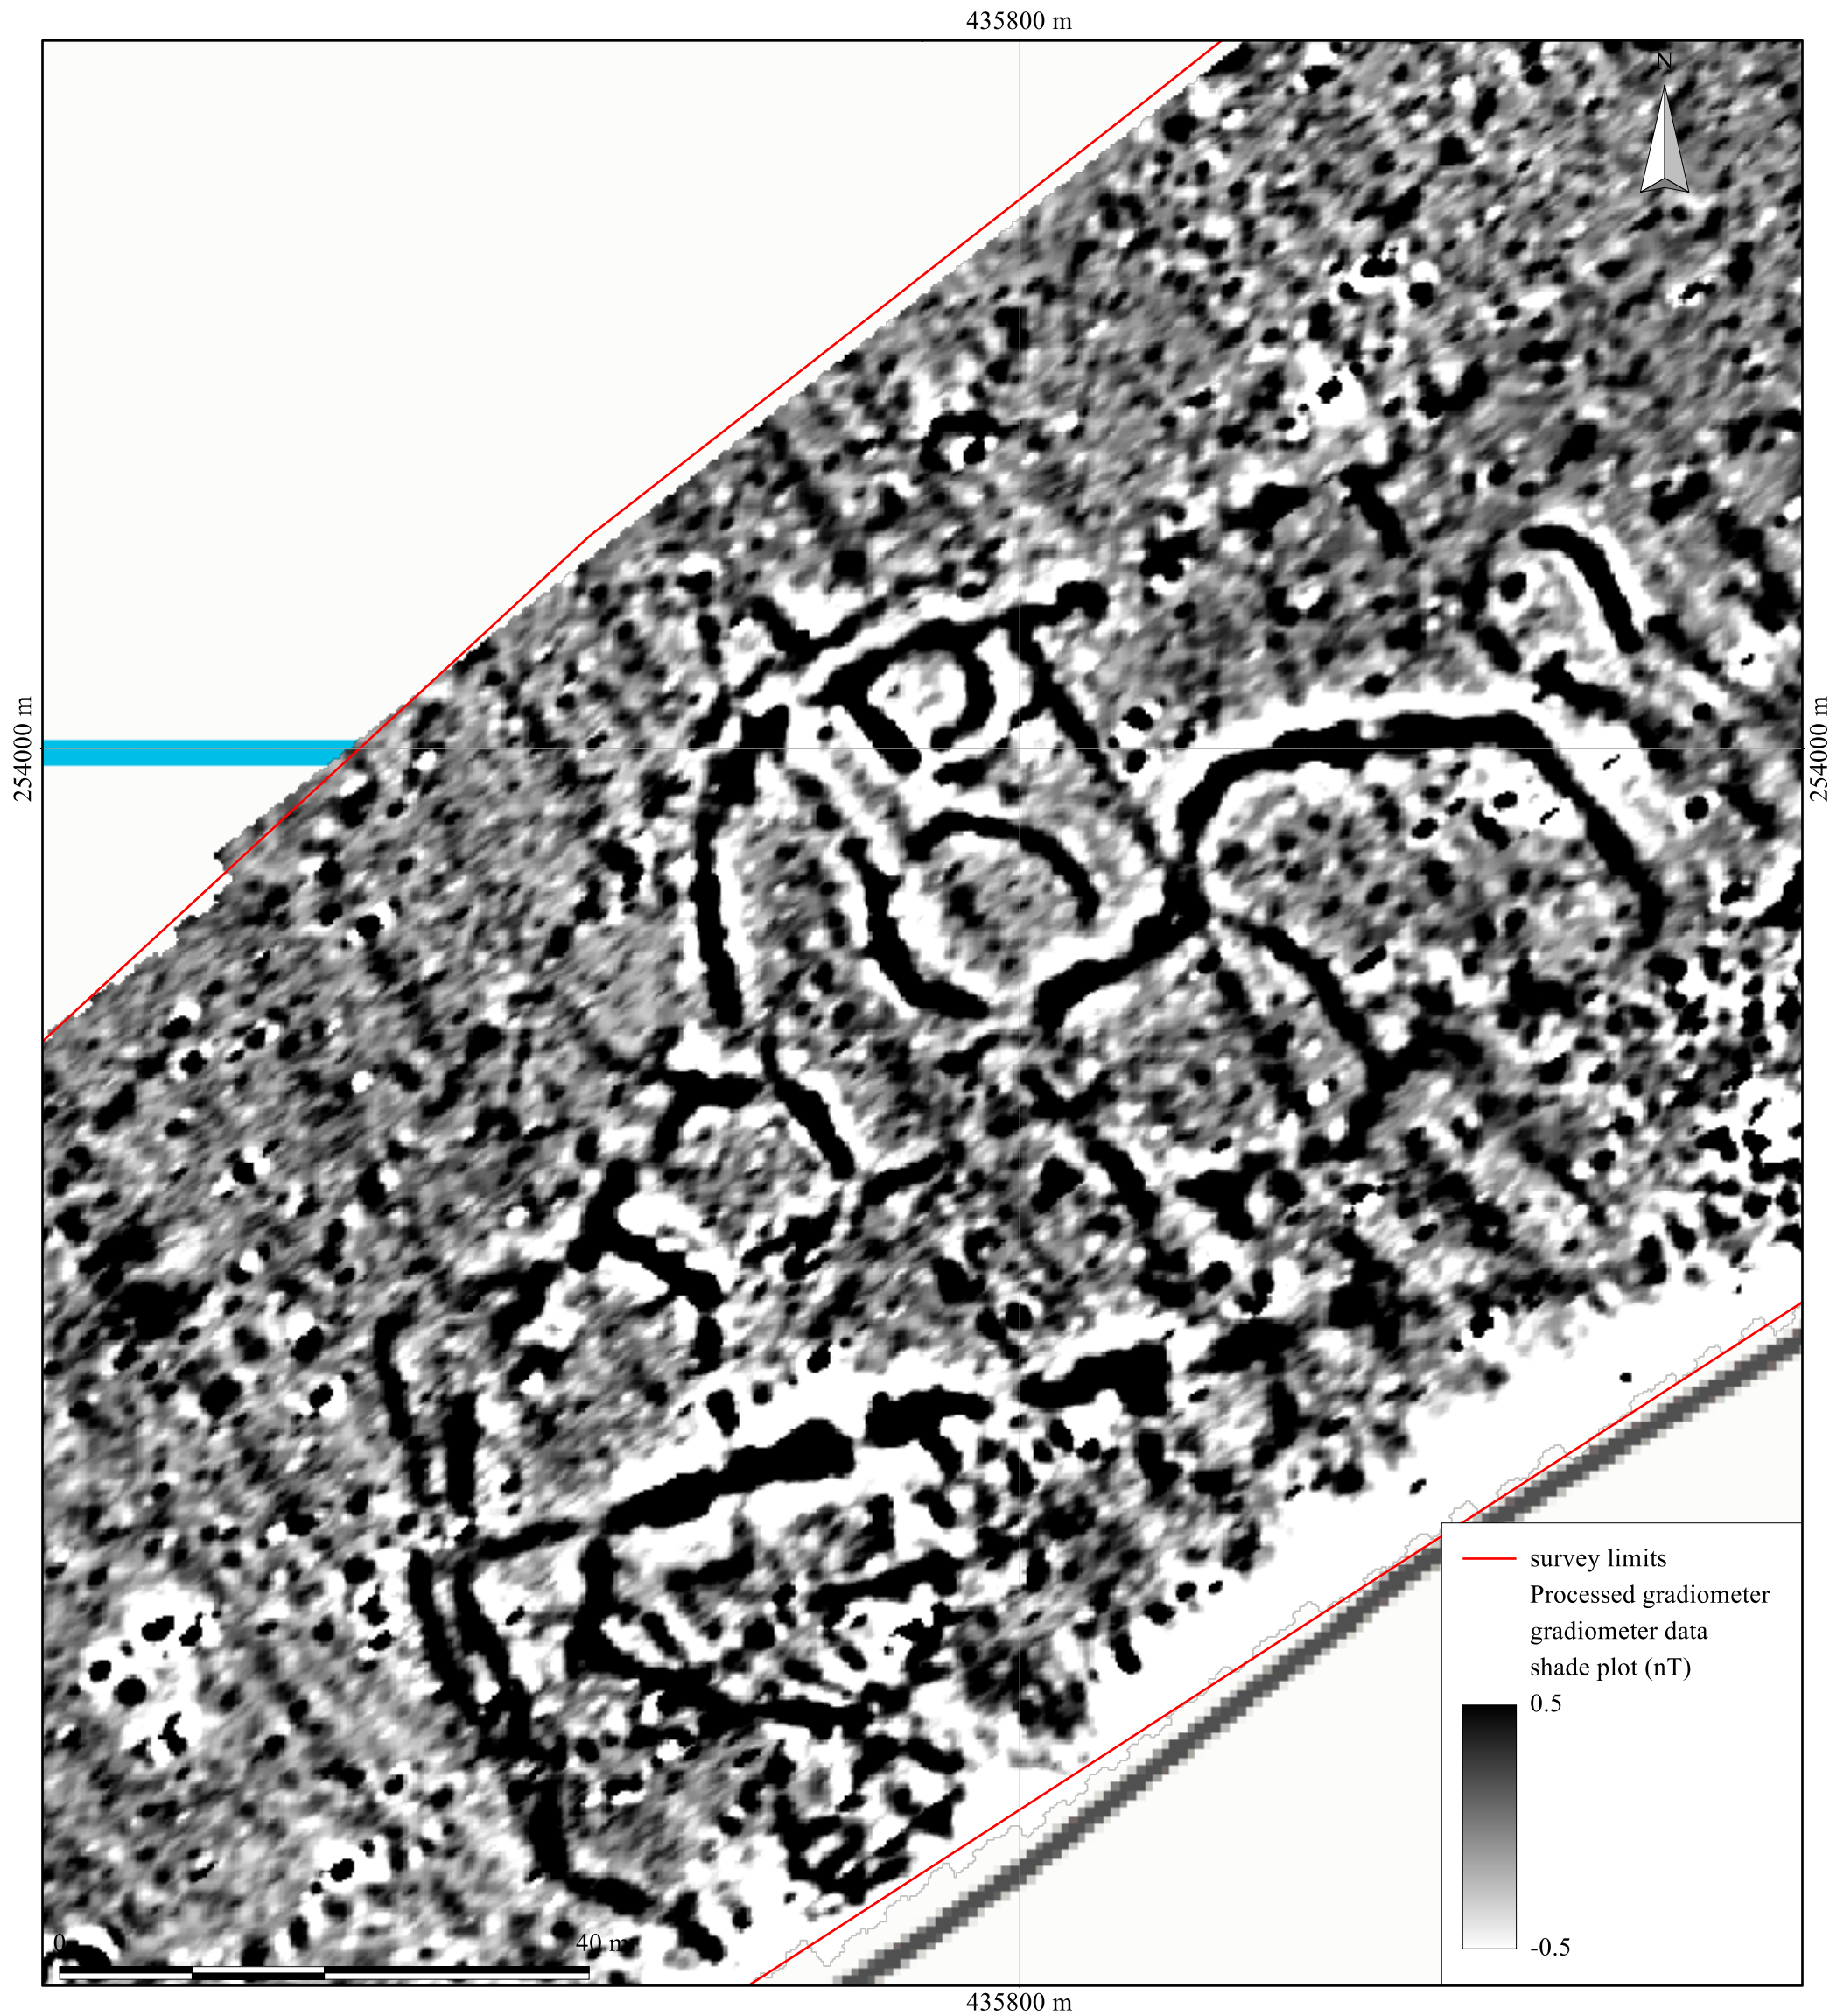 435800 m
N
254000 m
254000 m
survey limits
Processed gradiometer
gradiometer data
shade plot (nT)
0.5
-0.5
0
40 m
435800 m